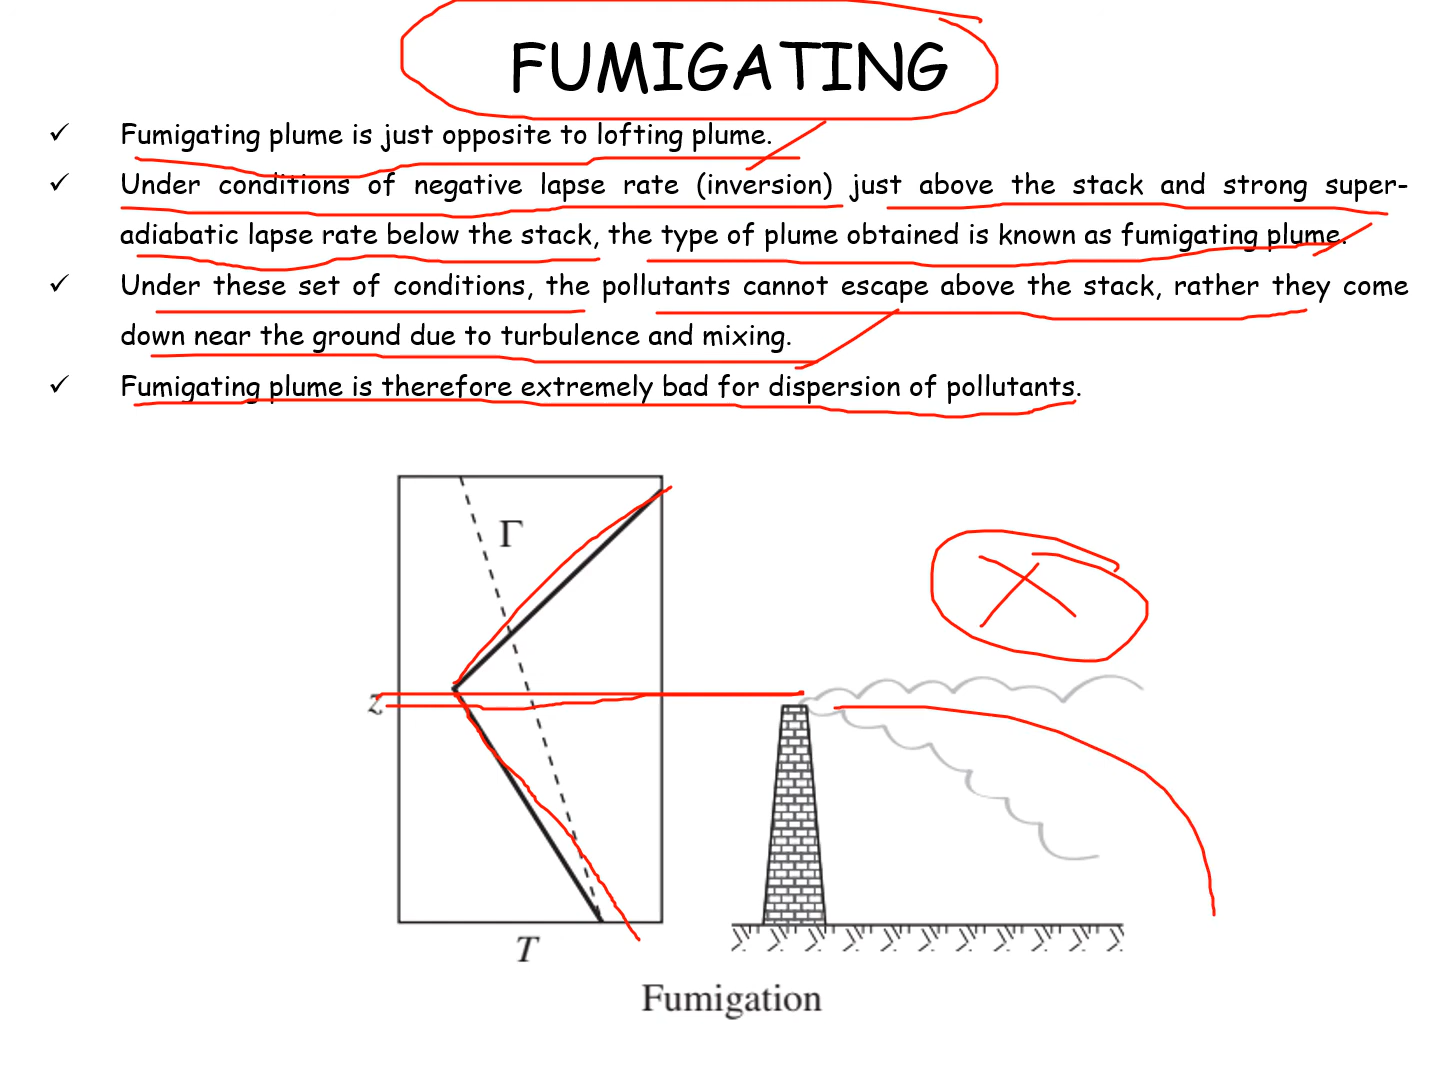 FUMIGATING
✓ Fumigating plume is just opposite to lofting plume.
✓ Under conditions of negative lapse rate (inversion) just above the stack and strong super-
adiabatic lapse rate below the stack, the type of plume obtained is known as fumigating plume.
✓ Under these set of conditions, the pollutants cannot escape above the stack, rather they come
down near the ground due to turbulence and mixing.
✓ Fumigating plume is therefore extremely bad for dispersion of pollutants.
Γ
z
T
Fumigation